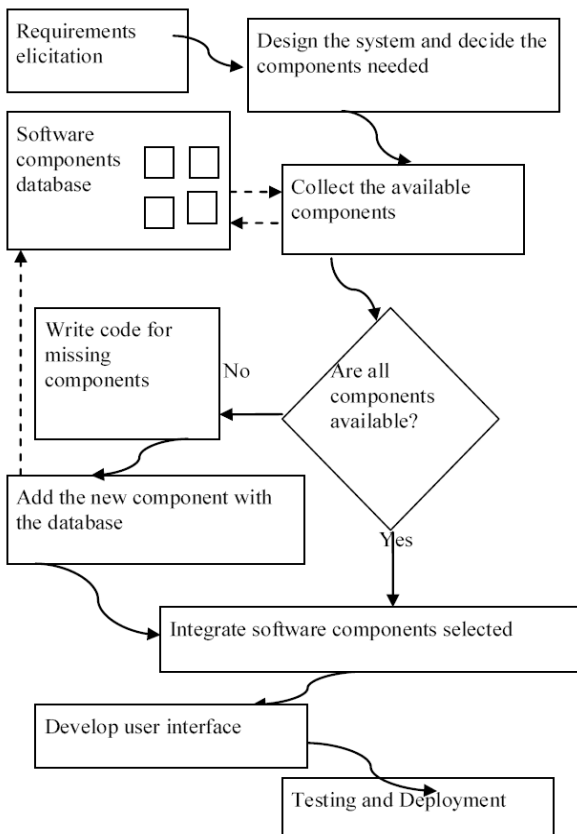 Requirements
elicitation
Design the system and decide the
components needed
Software
components
database
Collect the available
components
Write code for
missing
components
No
Are all
components
available?
Add the new component with
the database
Yes
Integrate software components selected
Develop user interface
Testing and Deployment